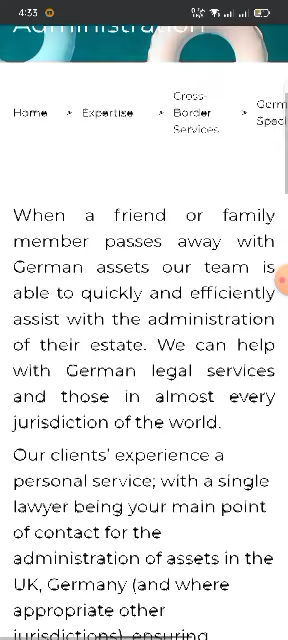 4:33
Administration
Home > Expertise > Cross-Border Services > Germ Speci
When a friend or family
member passes away with
German assets our team is
able to quickly and efficiently
assist with the administration
of their estate. We can help
with German legal services
and those in almost every
jurisdiction of the world.
Our clients' experience a
personal service; with a single
lawyer being your main point
of contact for the
administration of assets in the
UK, Germany (and where
appropriate other
jurisdictions) ensuring